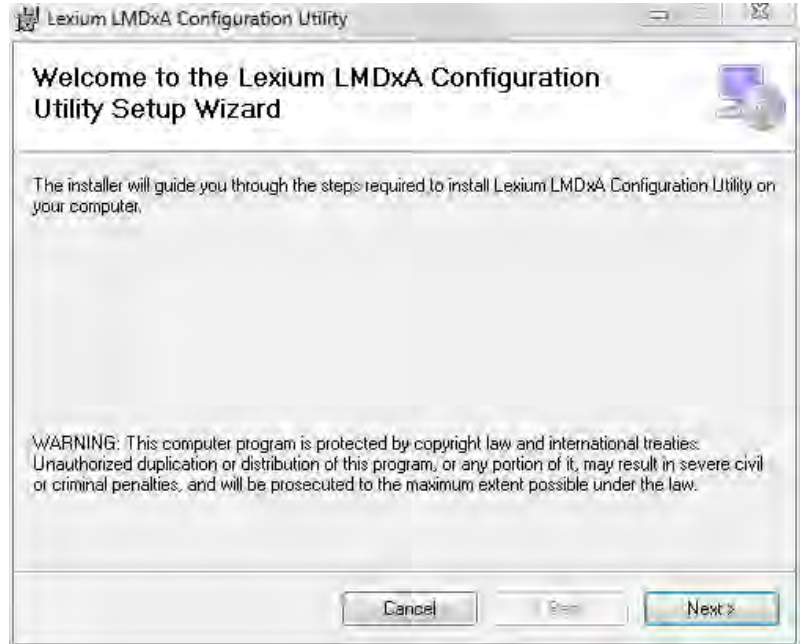 Lexium LMDxA Configuration Utility
Welcome to the Lexium LMDxA Configuration
Utility Setup Wizard
The installer will guide you through the steps required to install Lexium LMDxA Configuration Utility on
your computer.
WARNING: This computer program is protected by copyright law and international treaties.
Unauthorized duplication or distribution of this program, or any portion of it, may result in severe civil
or criminal penalties, and will be prosecuted to the maximum extent possible under the law.
Cancel
Next >